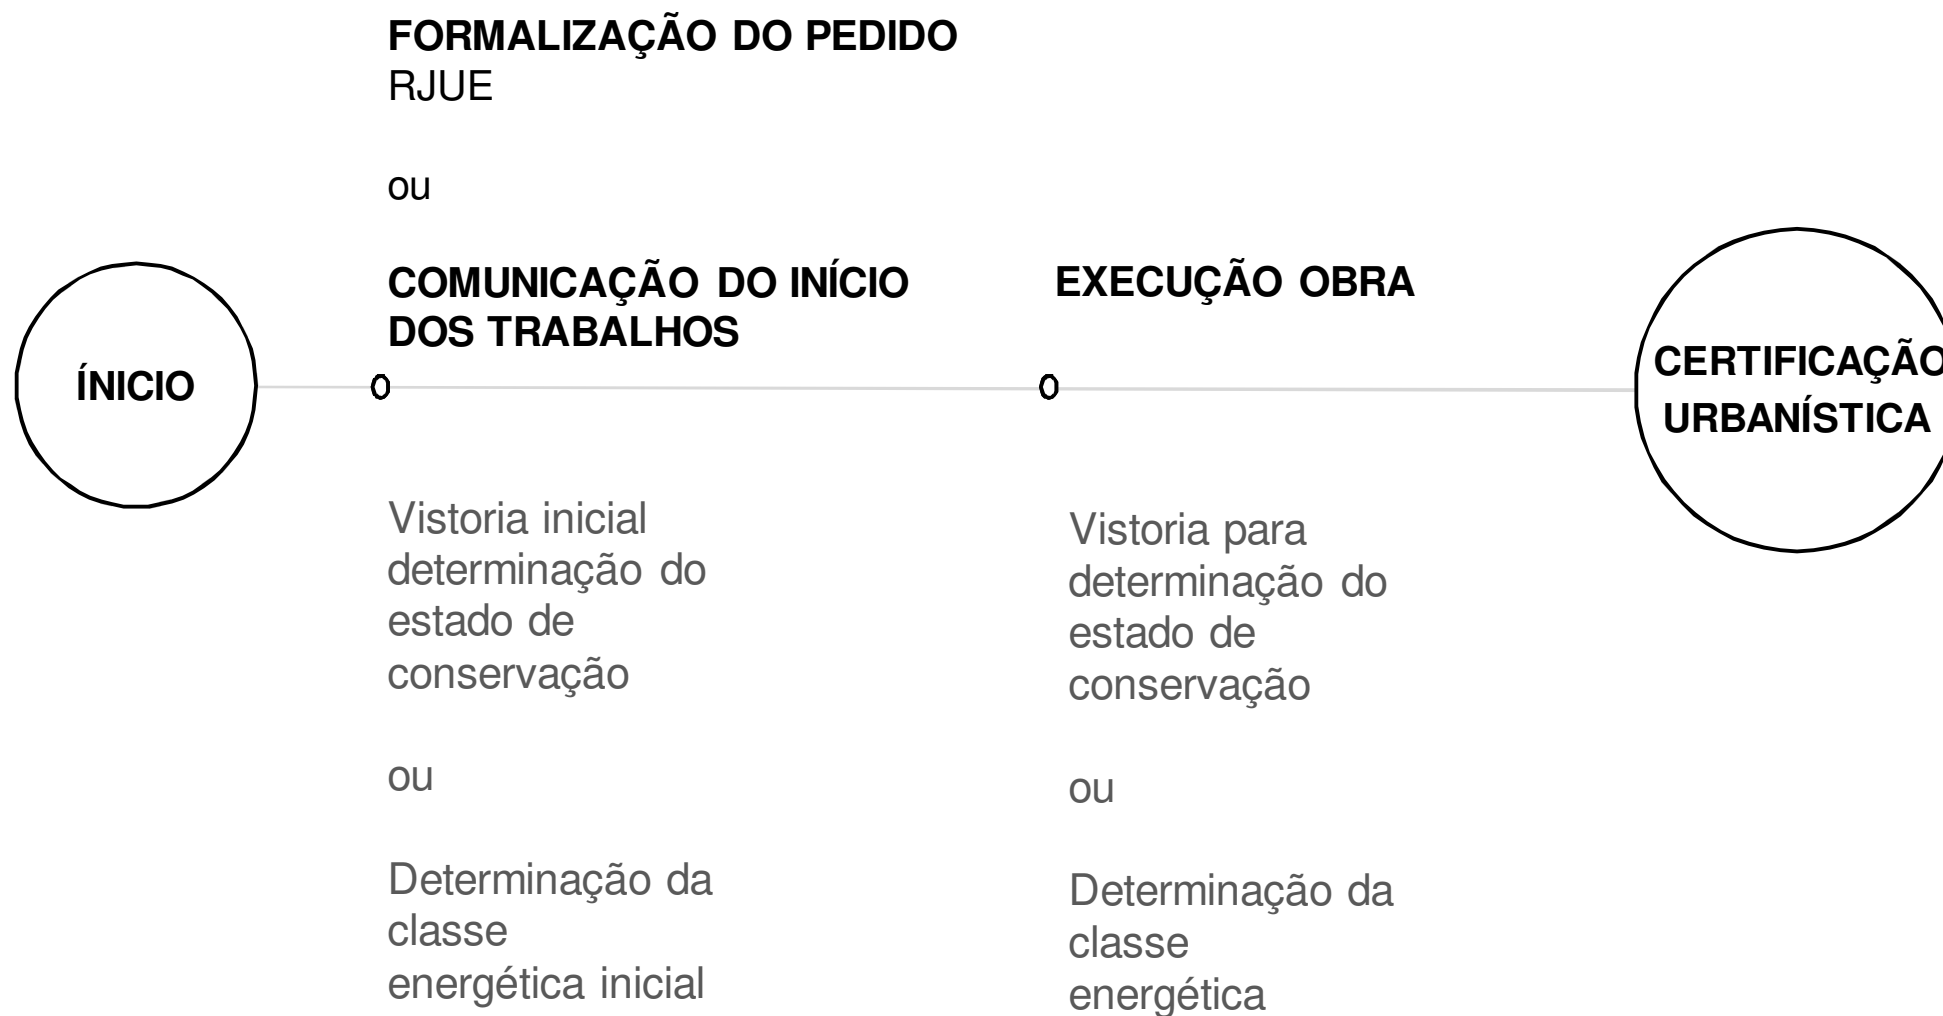 FORMALIZAÇÃO DO PEDIDO
RJUE
ou
COMUNICAÇÃO DO INÍCIO
DOS TRABALHOS
EXECUÇÃO OBRA
ÍNICIO
CERTIFICAÇÃO
URBANÍSTICA
Vistoria inicial
determinação do
estado de
conservação
ou
Determinação da
classe
energética inicial
Vistoria para
determinação do
estado de
conservação
ou
Determinação da
classe
energética